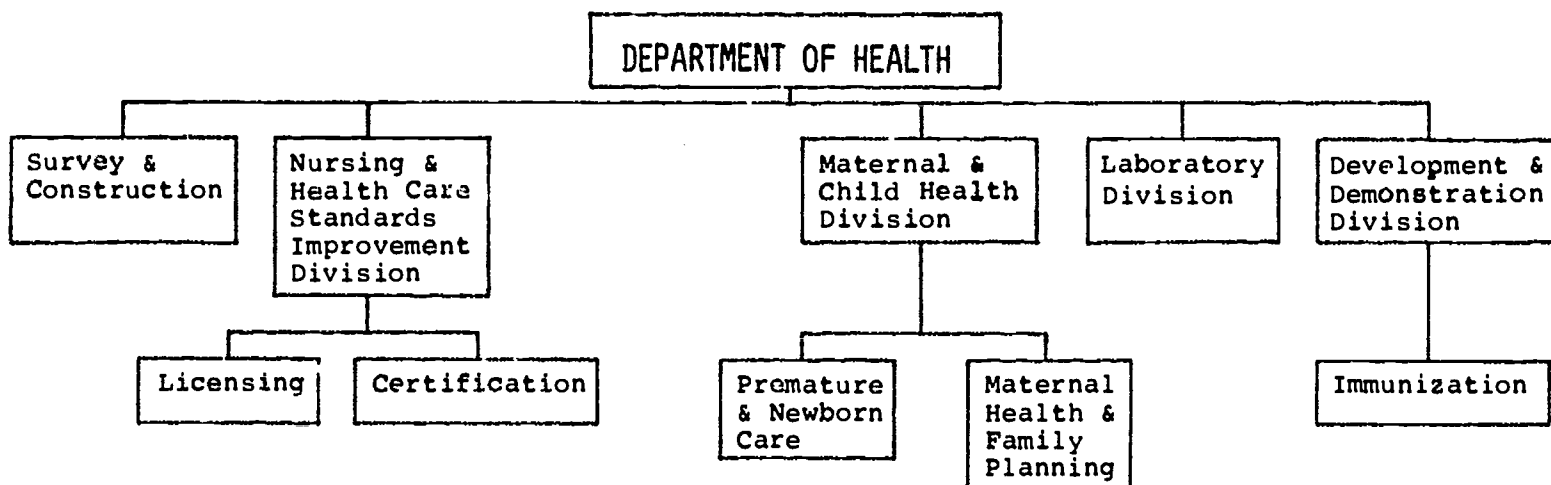 DEPARTMENT OF HEALTH
Survey &
Construction
Nursing &
Health Care
Standards
Improvement
Division
Maternal &
Child Health
Division
Laboratory
Division
Development &
Demonstration
Division
Licensing
Certification
Premature
& Newborn
Care
Maternal
Health &
Family
Planning
Immunization